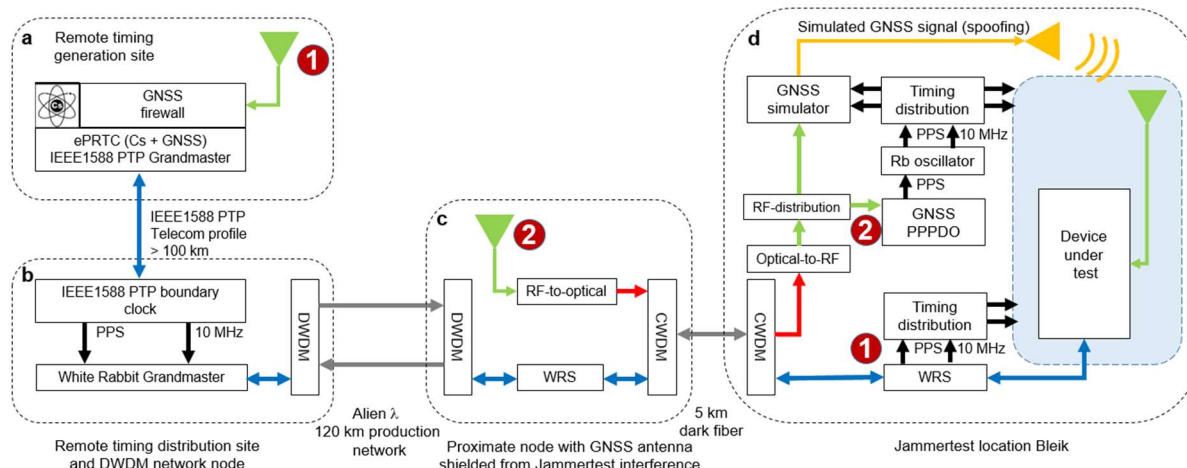 a
Remote timing
generation site
1
Cs
GNSS
firewall
ePRTC (Cs + GNSS)
IEEE1588 PTP Grandmaster
IEEE1588 PTP
Telecom profile
> 100 km
b
IEEE1588 PTP boundary
clock
PPS
10 MHz
White Rabbit Grandmaster
DWDM
Remote timing distribution site
and DWDM network node
Alien λ
120 km production
network
c
2
RF-to-optical
DWDM
WRS
CWDM
Proximate node with GNSS antenna
shielded from Jammertest interference
5 km
dark fiber
d
Simulated GNSS signal (spoofing)
GNSS
simulator
Timing
distribution
PPS
10 MHz
Rb oscillator
PPS
RF-distribution
2
GNSS
PPPDO
Optical-to-RF
Device
under
test
CWDM
Timing
distribution
1
PPS
10 MHz
WRS
Jammertest location Bleik